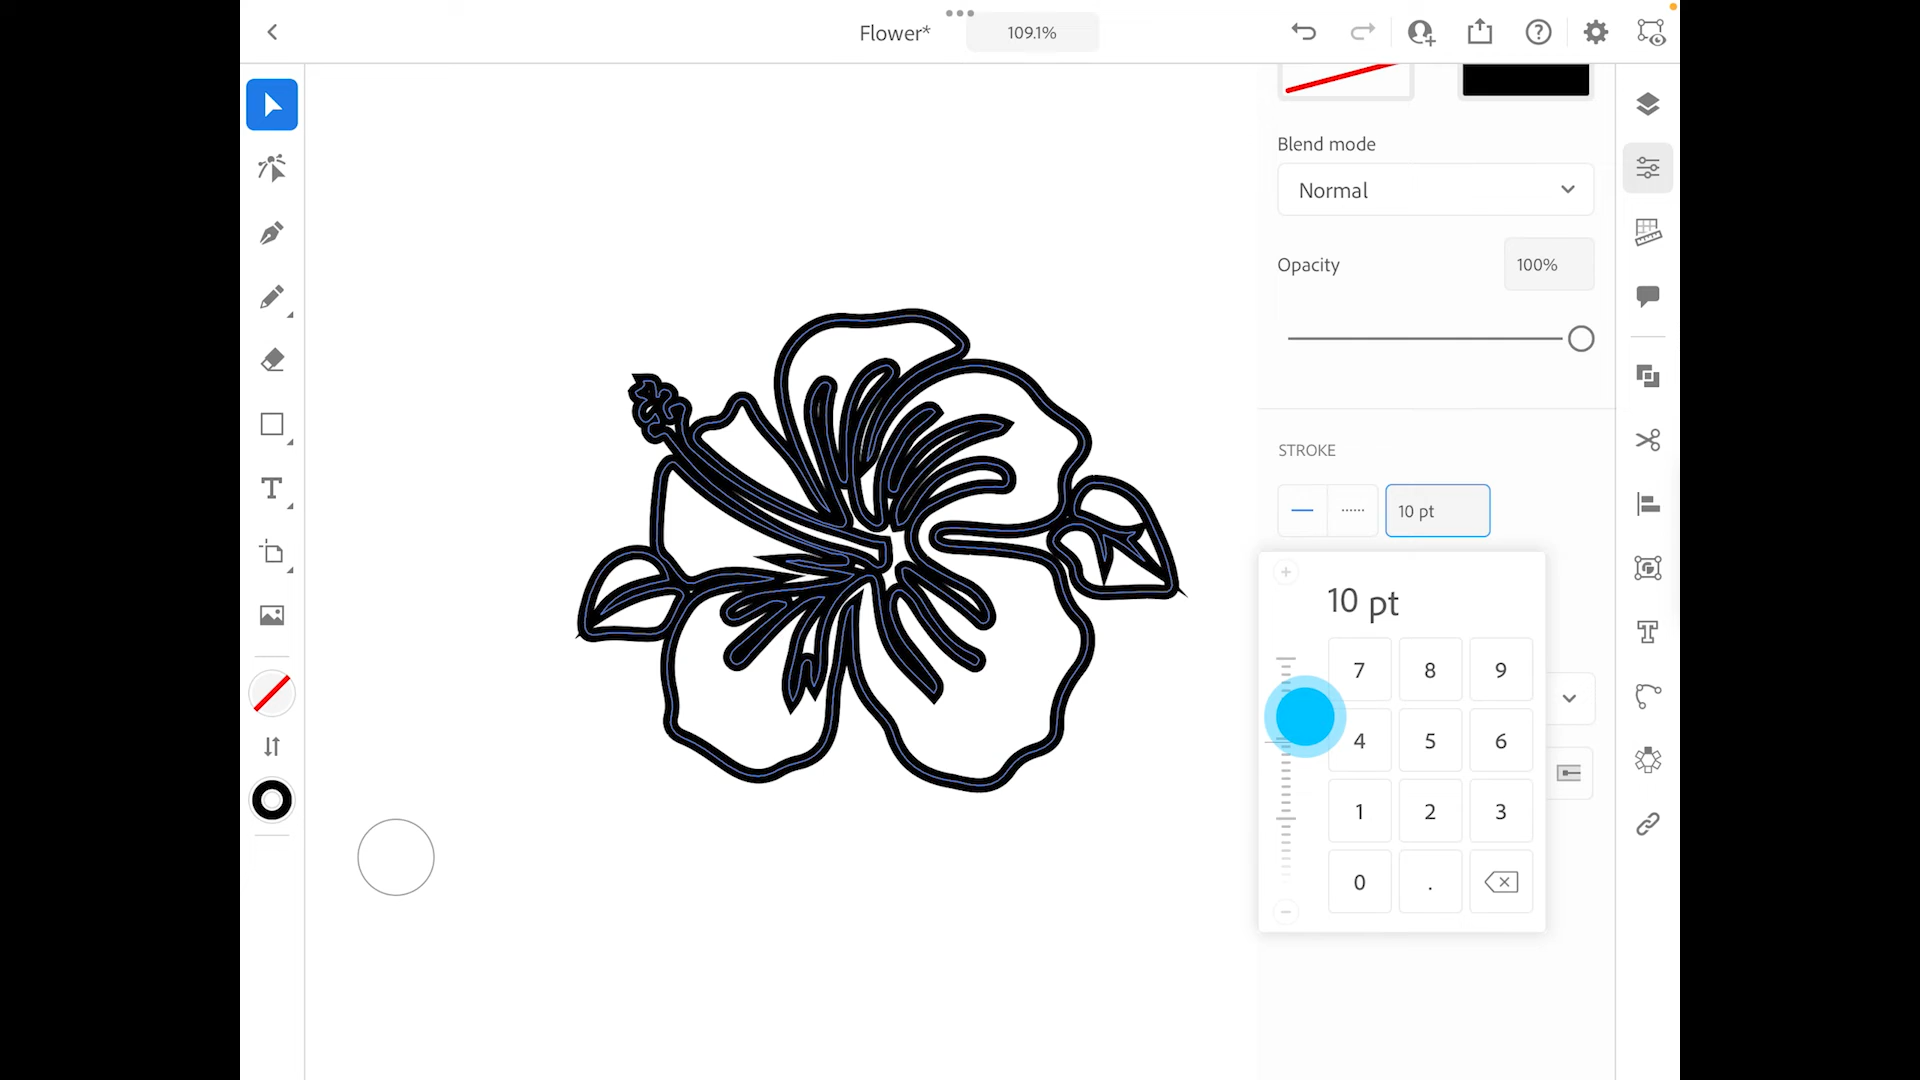 Flower*
109.1%
Blend mode
Normal
Opacity
100%
STROKE
10 pt
10 pt
7 8 9
4 5 6
1 2 3
0 .